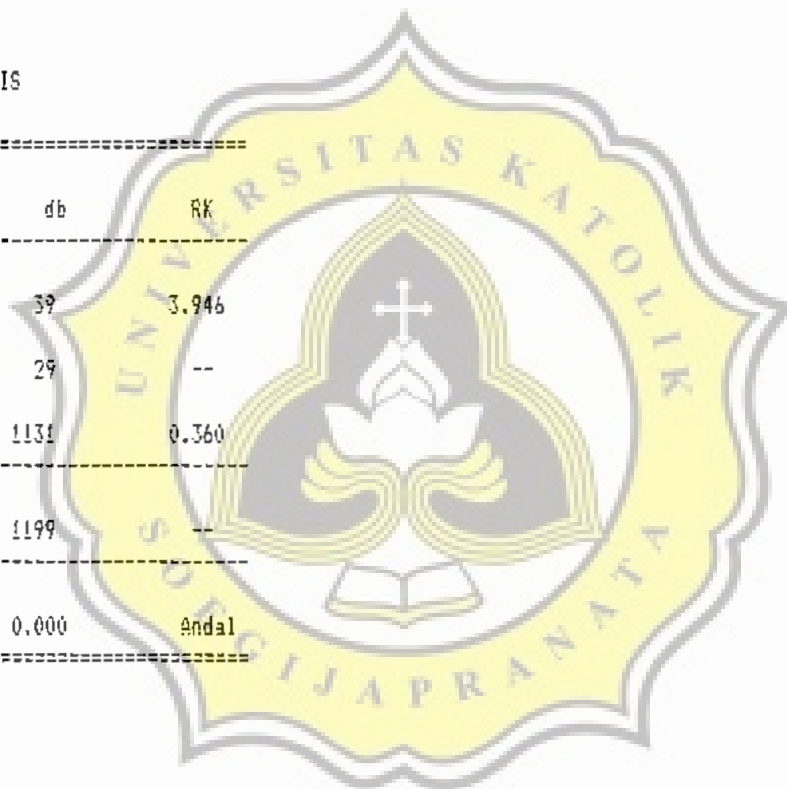 IS
db RK
39 3.946
29 --
1131 0.360
1199 --
0.000 Andal
UNIVERSITAS KATOLIK
SOEGIJAPRANATA